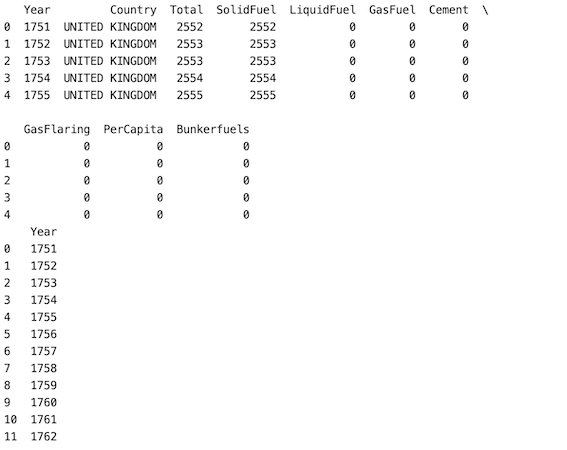 Year         Country  Total  SolidFuel  LiquidFuel  GasFuel  Cement  \
0  1751  UNITED KINGDOM   2552       2552           0        0       0
1  1752  UNITED KINGDOM   2553       2553           0        0       0
2  1753  UNITED KINGDOM   2553       2553           0        0       0
3  1754  UNITED KINGDOM   2554       2554           0        0       0
4  1755  UNITED KINGDOM   2555       2555           0        0       0
   GasFlaring  PerCapita  Bunkerfuels
0           0          0            0
1           0          0            0
2           0          0            0
3           0          0            0
4           0          0            0
    Year
0   1751
1   1752
2   1753
3   1754
4   1755
5   1756
6   1757
7   1758
8   1759
9   1760
10  1761
11  1762